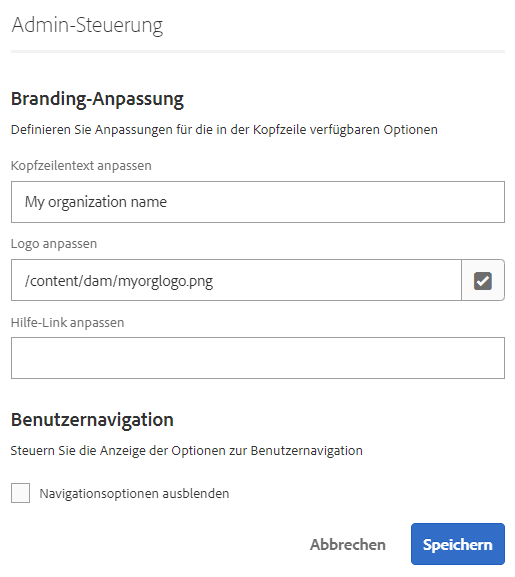 Admin-Steuerung
Branding-Anpassung
Definieren Sie Anpassungen für die in der Kopfzeile verfügbaren Optionen
Kopfzeilentext anpassen
My organization name
Logo anpassen
/content/dam/myorglogo.png
Hilfe-Link anpassen
Benutzernavigation
Steuern Sie die Anzeige der Optionen zur Benutzernavigation
Navigationsoptionen ausblenden
Abbrechen Speichern